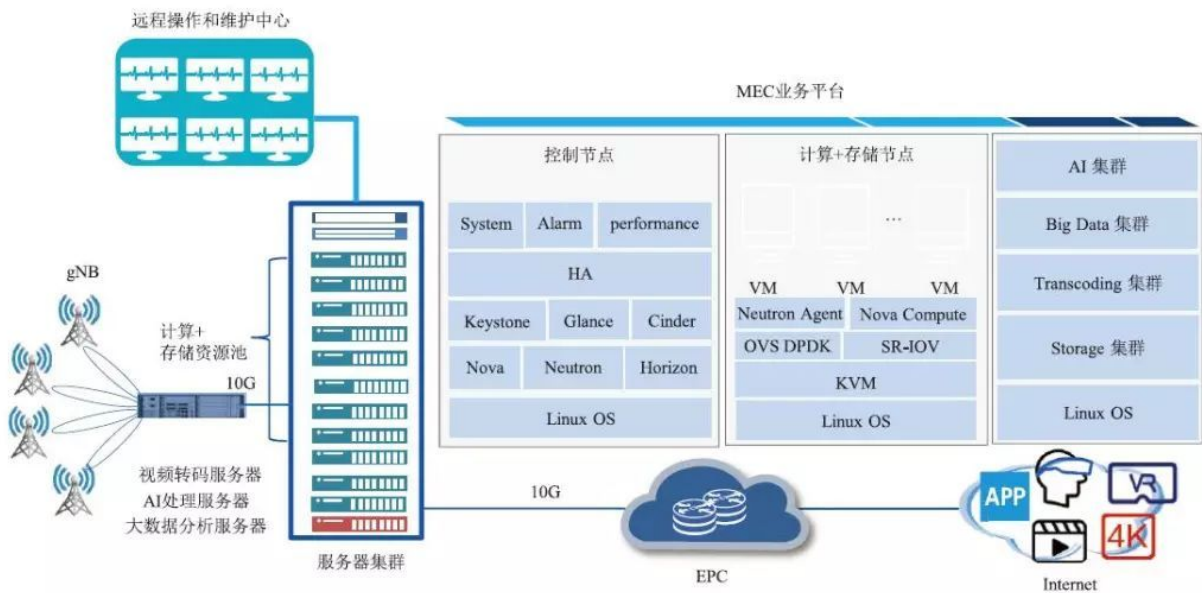 远程操作和维护中心
MEC业务平台
控制节点
System
Alarm
performance
HA
Keystone
Glance
Cinder
Nova
Neutron
Horizon
Linux OS
计算+存储节点
...
VM
VM
VM
Neutron Agent
Nova Compute
OVS DPDK
SR-IOV
KVM
Linux OS
AI 集群
Big Data 集群
Transcoding 集群
Storage 集群
Linux OS
gNB
计算+
存储资源池
10G
视频转码服务器
AI处理服务器
大数据分析服务器
服务器集群
10G
EPC
APP
VR
4K
Internet